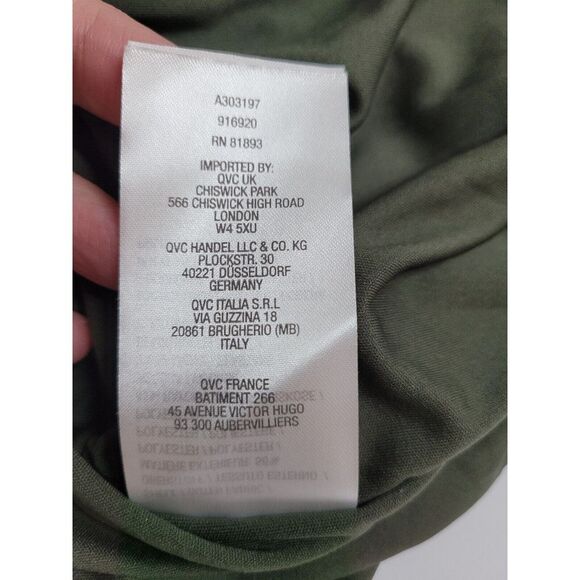 A303197
916920
RN 81893
IMPORTED BY:
QVC UK
CHISWICK PARK
566 CHISWICK HIGH ROAD
LONDON
W4 5XU
QVC HANDEL LLC & CO. KG
PLOCKSTR. 30
40221 DÜSSELDORF
GERMANY
QVC ITALIA S.R.L
VIA GUZZINA 18
20861 BRUGHERIO (MB)
ITALY
QVC FRANCE
BATIMENT 266
45 AVENUE VICTOR HUGO
93 300 AUBERVILLIERS